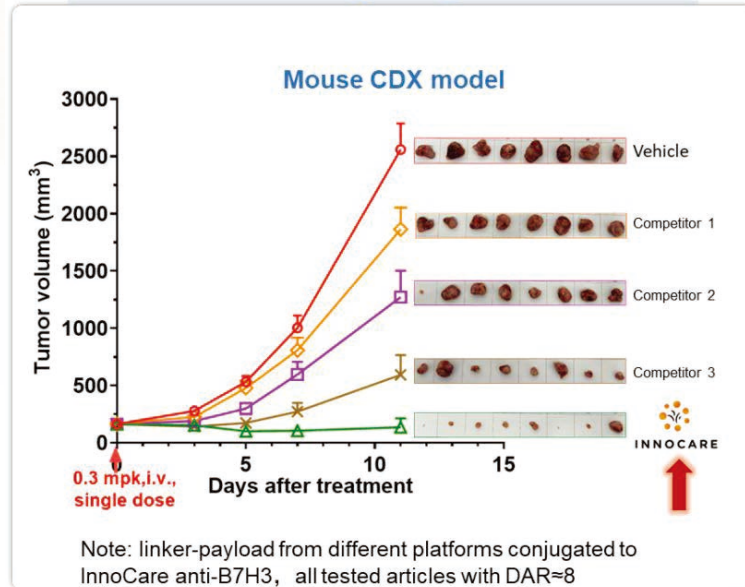 Mouse CDX model
Tumor volume (mm³)
3000
2500
2000
1500
1000
500
0
0
5
10
15
Days after treatment
0.3 mpk,i.v.,
single dose
Vehicle
Competitor 1
Competitor 2
Competitor 3
INNOCARE
Note: linker-payload from different platforms conjugated to
InnoCare anti-B7H3, all tested articles with DAR≈8